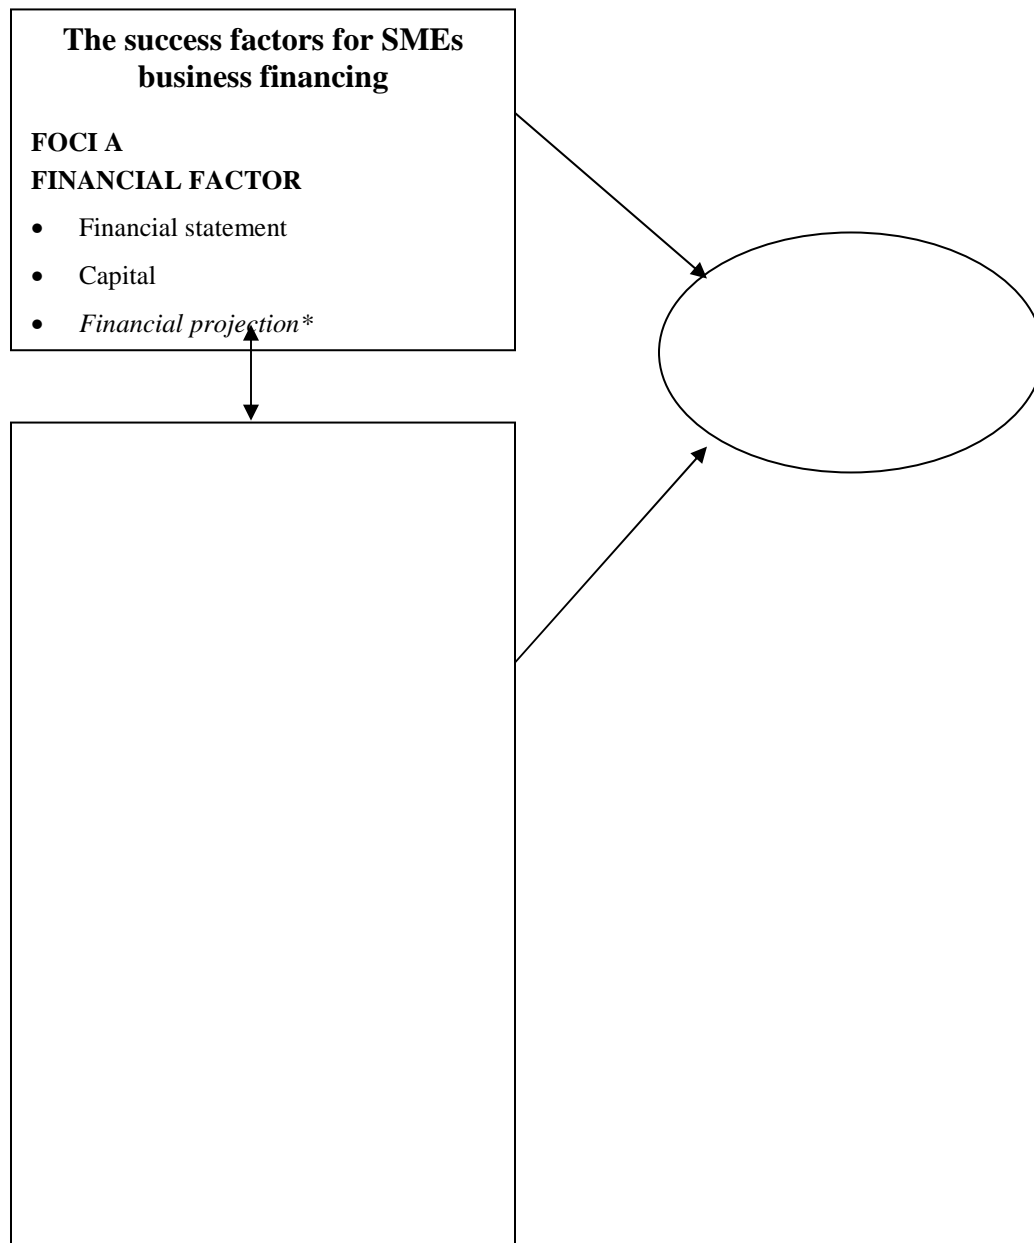 The success factors for SMEs
business financing
FOCI A
FINANCIAL FACTOR
• Financial statement
• Capital
• Financial projection*